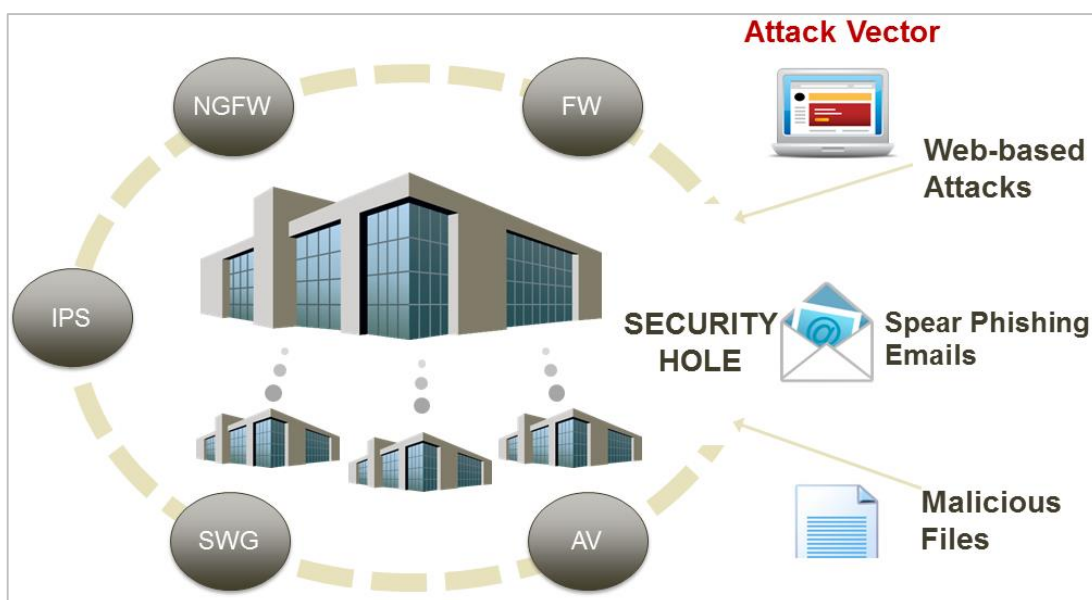 Attack Vector
NGFW
FW
Web-based
Attacks
IPS
SECURITY
HOLE
@
Spear Phishing
Emails
SWG
AV
Malicious
Files